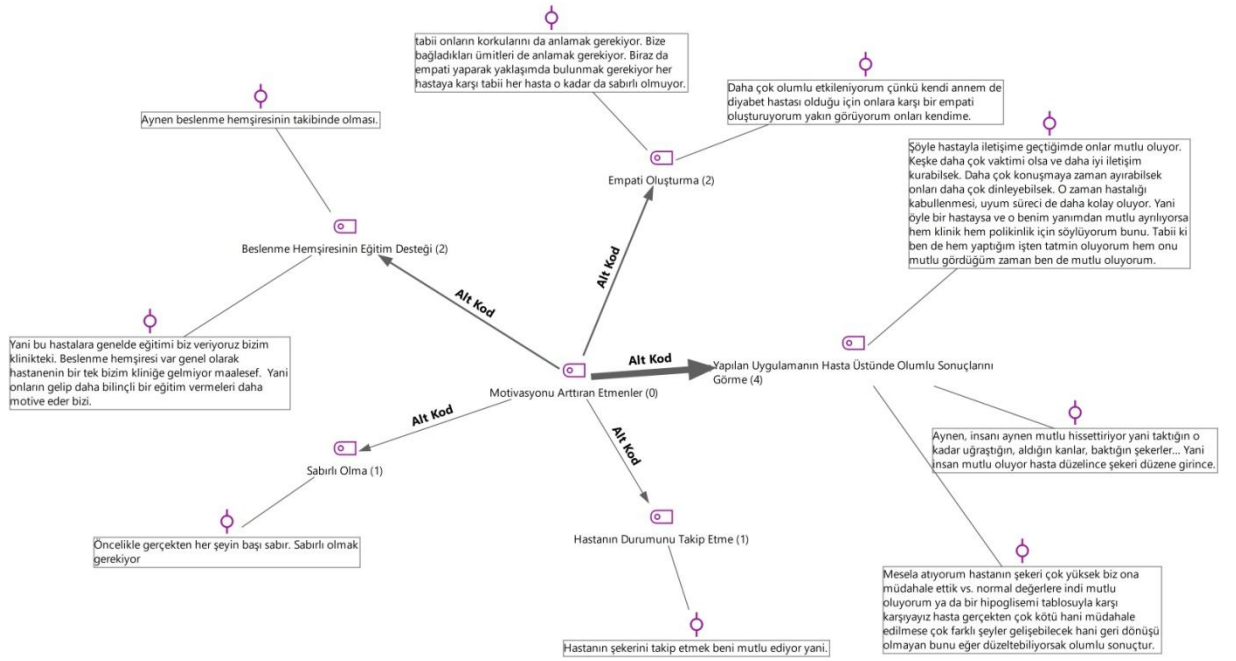 tabii onların korkularını da anlamak gerekiyor. Bize
bağladıkları ümitleri de anlamak gerekiyor. Biraz da
empati yaparak yaklaşımda bulunmak gerekiyor her
hastaya karşı tabii her hasta o kadar da sabırlı olmuyor.
Daha çok olumlu etkileniyorum çünkü kendi annem de
diyabet hastası olduğu için onlara karşı bir empati
oluşturuyorum yakın görüyorum onları kendime.
Aynen beslenme hemşiresinin takibinde olması.
Şöyle hastayla iletişime geçtiğimde onlar mutlu oluyor.
Keşke daha çok vaktimi olsa ve daha iyi iletişim
kurabilsek. Daha çok konuşmaya zaman ayırabilsek
onları daha çok dinleyebilsek. O zaman hastalığı
kabullenmesi, uyum süreci de daha kolay oluyor. Yani
öyle bir hastaysa ve o benim yanımdan mutlu ayrılıyorsa
hem klinik hem polikinlik için söylüyorum bunu. Tabii ki
ben de hem yaptığım işten tatmin oluyorum hem onu
mutlu gördüğüm zaman ben de mutlu oluyorum.
Empati Oluşturma (2)
Beslenme Hemşiresinin Eğitim Desteği (2)
Alt Kod
Alt Kod
Yani bu hastalara genelde eğitimi biz veriyoruz bizim
klinikteki. Beslenme hemşiresi var genel olarak
hastanenin bir tek bizim kliniğe gelmiyor maalesef. Yani
onların gelip daha bilinçli bir eğitim vermeleri daha
motive eder bizi.
Alt Kod
Yapılan Uygulamanın Hasta Üstünde Olumlu Sonuçlarını
Görme (4)
Motivasyonu Arttıran Etmenler (0)
Alt Kod
Alt Kod
Aynen, insanı aynen mutlu hissettiriyor yani taktığın o
kadar uğraştığın, aldığın kanlar, baktığın şekerler... Yani
insan mutlu oluyor hasta düzelince şekeri düzene girince.
Sabırlı Olma (1)
Öncelikle gerçekten her şeyin başı sabır. Sabırlı olmak
gerekiyor
Hastanın Durumunu Takip Etme (1)
Mesela atıyorum hastanın şekeri çok yüksek biz ona
müdahale ettik vs. normal değerlere indi mutlu
oluyorum ya da bir hipoglisemi tablosuyla karşı
karşıyayız hasta gerçekten çok kötü hani müdahale
edilmese çok farklı şeyler gelişebilecek hani geri dönüşü
olmayan bunu eğer düzeltebiliyorsak olumlu sonuçtur.
Hastanın şekerini takip etmek beni mutlu ediyor yani.